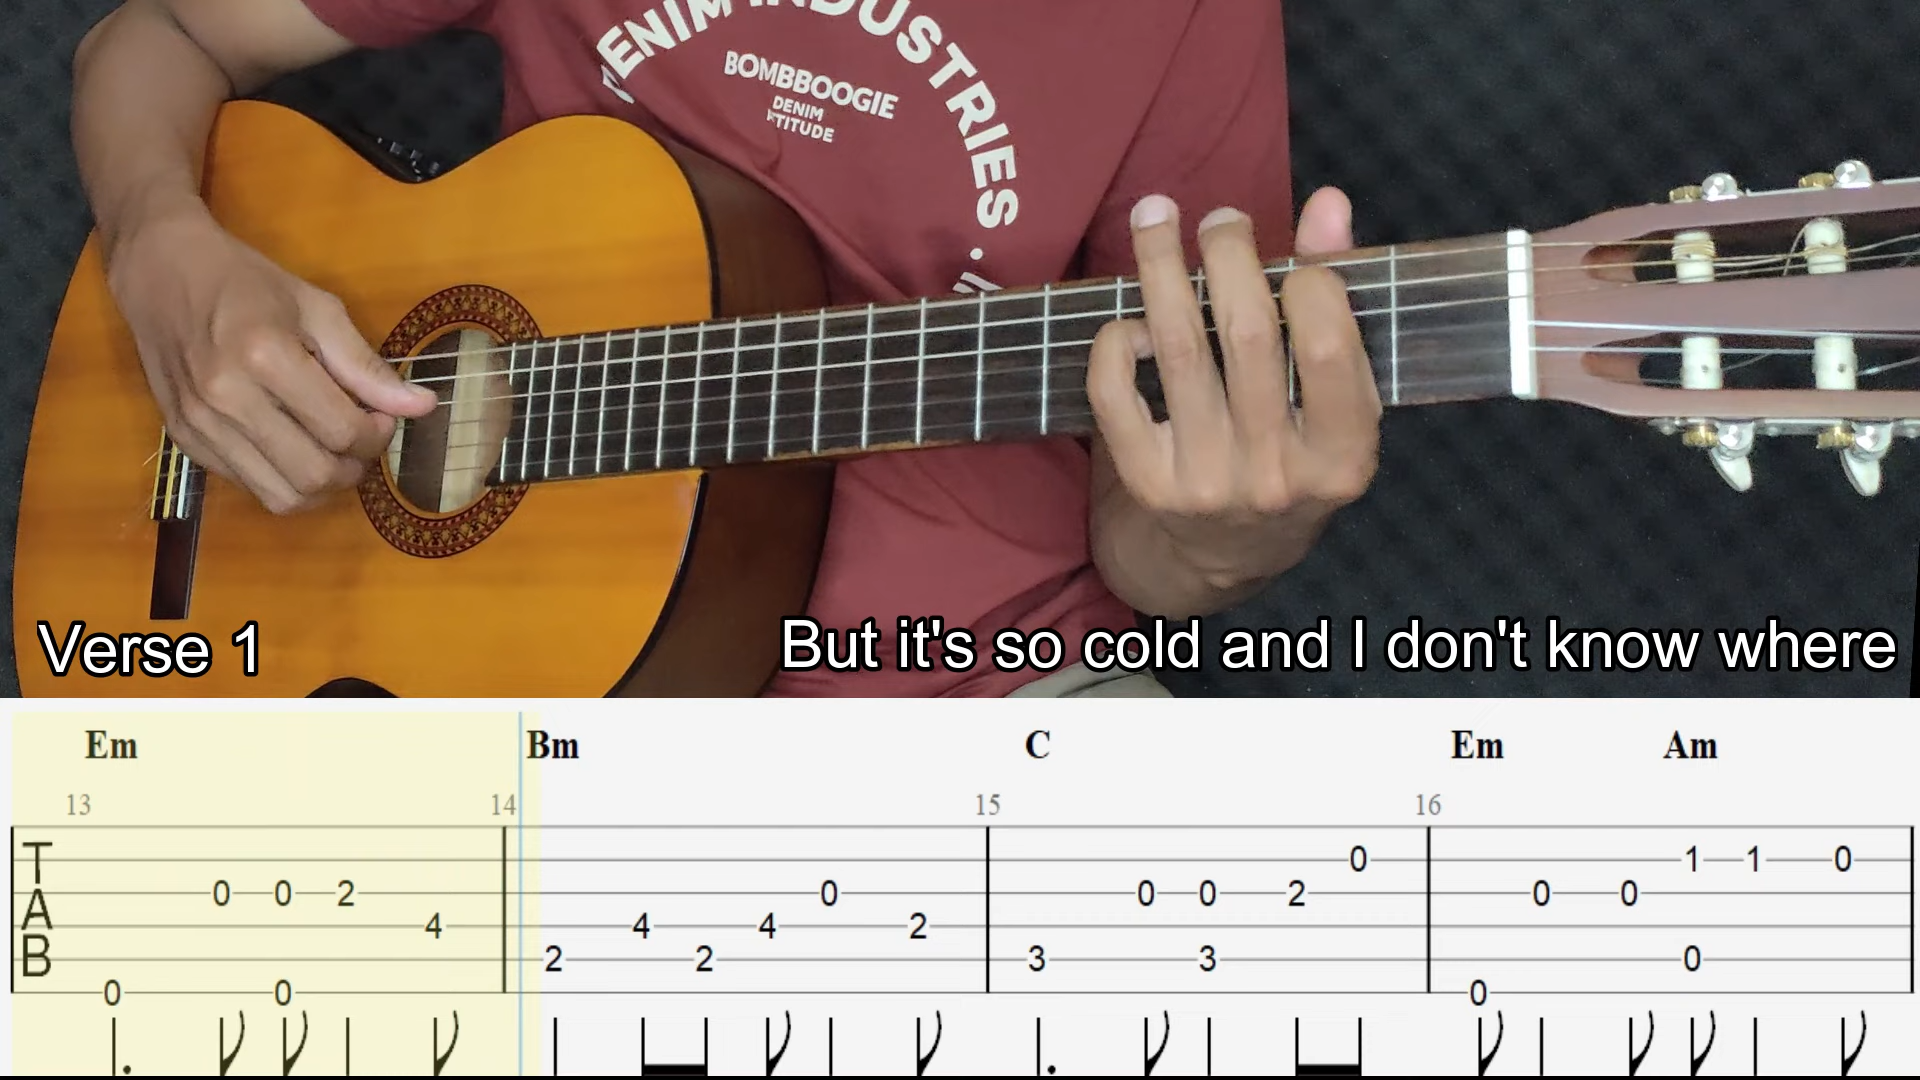 DENIM INDUSTRIES
BOMBBOOGIE
DENIM
ATTITUDE
Verse 1
But it's so cold and I don't know where
Em Bm C Em Am
13 14 15 16
0 1 1 0
T 0 0 2 0 0 0 2 0 0
A 4 4 4 2
B 2 2 3 3 0
0 0 0